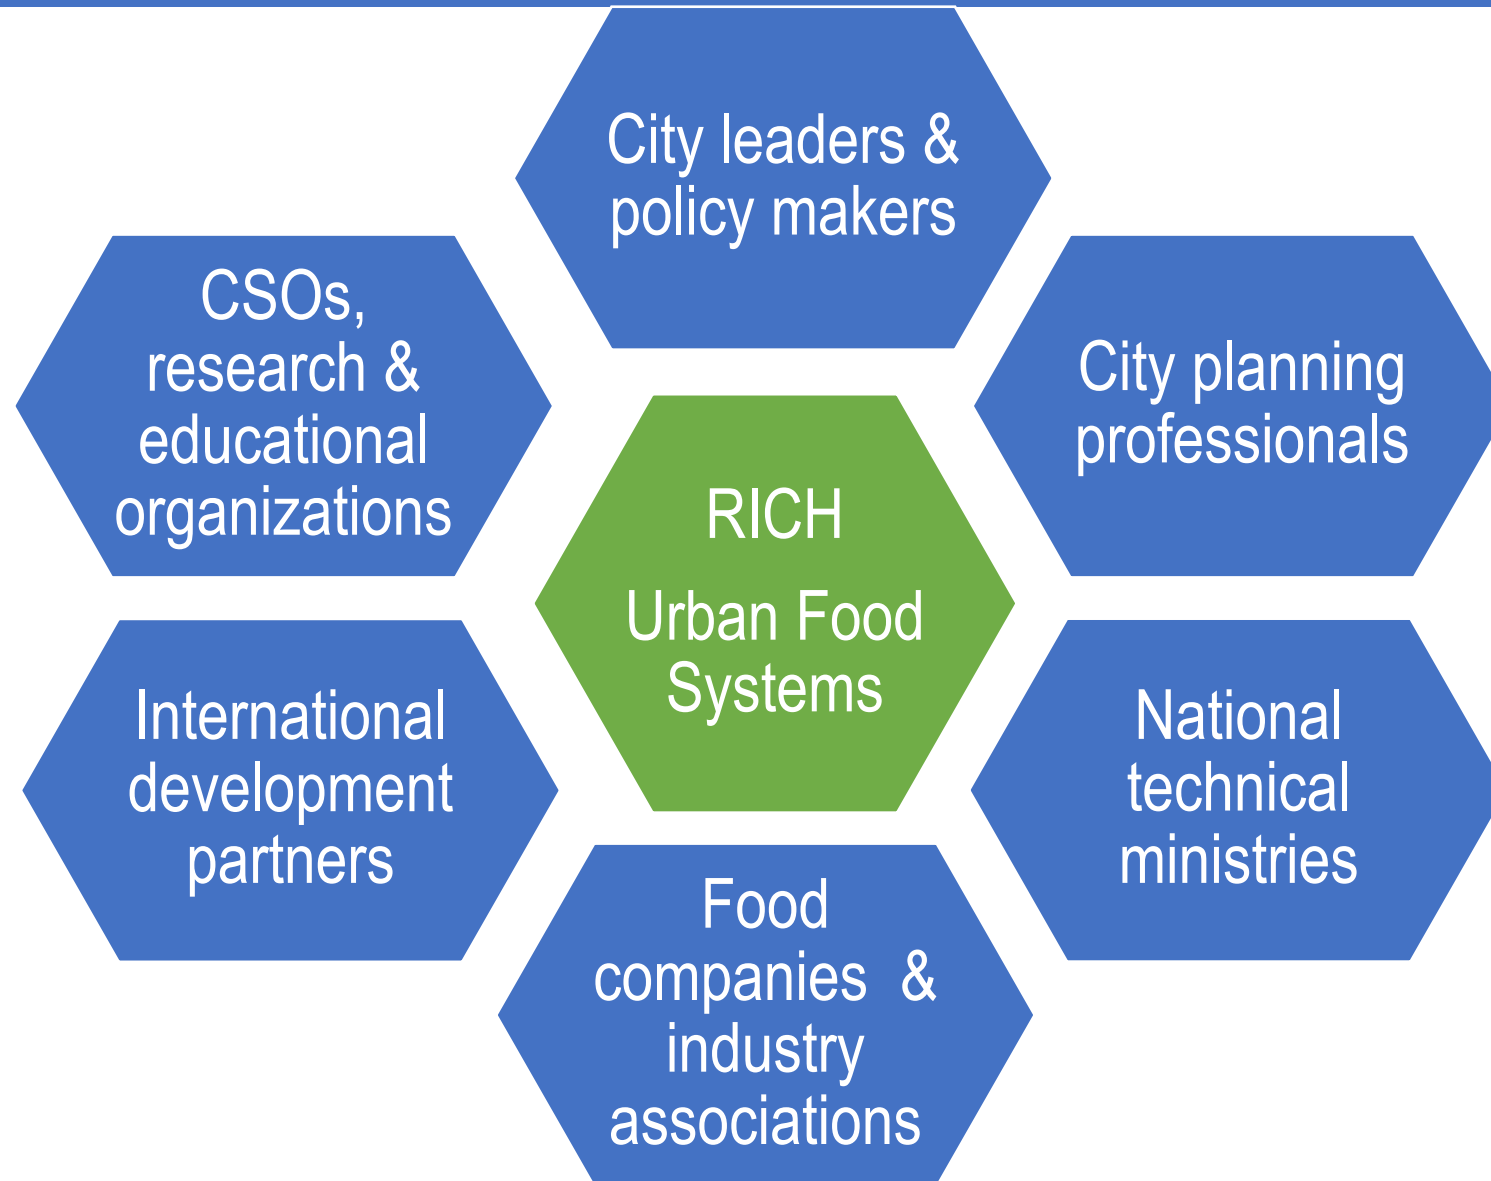 City leaders &
policy makers
CSOs,
research &
educational
organizations
City planning
professionals
RICH
Urban Food
Systems
International
development
partners
National
technical
ministries
Food
companies  &
industry
associations